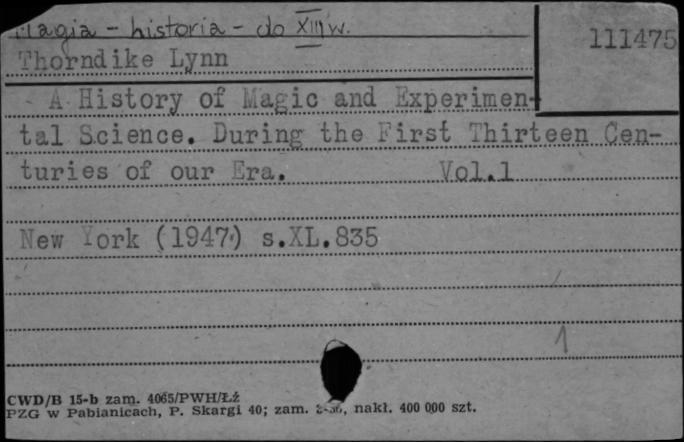 Magia - historia - do XIII w.
111475
Thorndike Lynn
A History of Magic and Experimen-
tal Science. During the First Thirteen Cen-
turies of our Era. Vol.1
New York (1947) s.XL.835
1
CWD/B 15-b zam. 4065/PWH/Łż
PZG w Pabianicach, P. Skargi 40; zam. nakł. 400 000 szt.